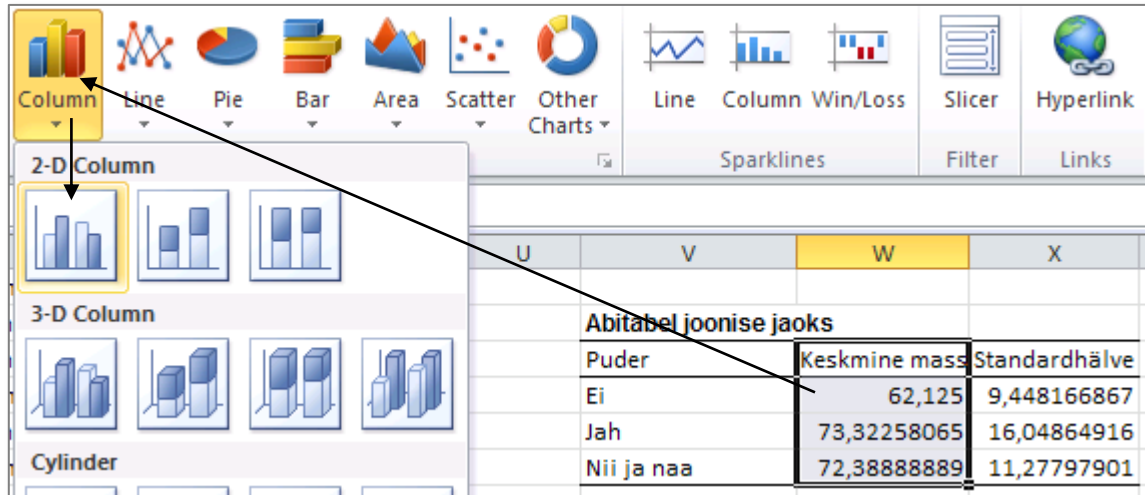 Column Line Pie Bar Area Scatter Other Charts Line Column Win/Loss Slicer Hyperlink
Sparklines Filter Links
2-D Column
3-D Column
Cylinder
U V W X
Abitabel joonise jaoks
Puder Keskmine mass Standardhälve
Ei 62,125 9,448166867
Jah 73,32258065 16,04864916
Nii ja naa 72,38888889 11,27797901